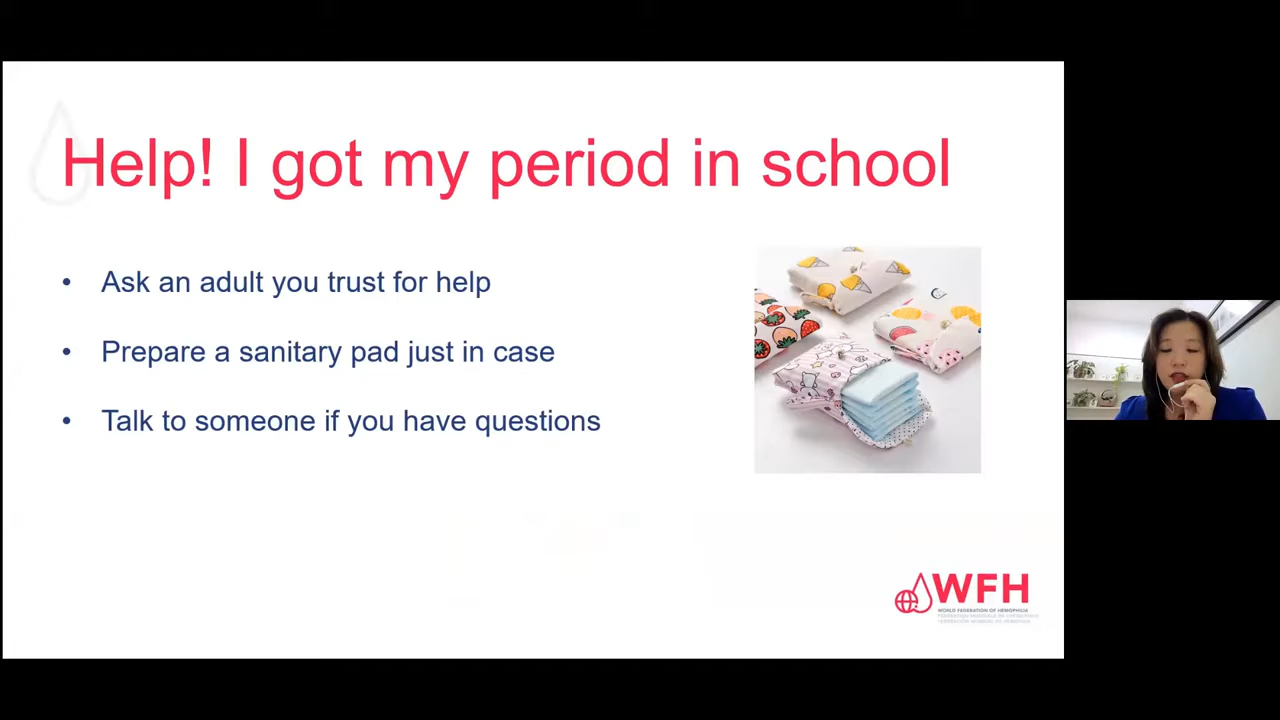 Help! I got my period in school
• Ask an adult you trust for help
• Prepare a sanitary pad just in case
• Talk to someone if you have questions
WFH
WORLD FEDERATION OF HEMOPHILIA